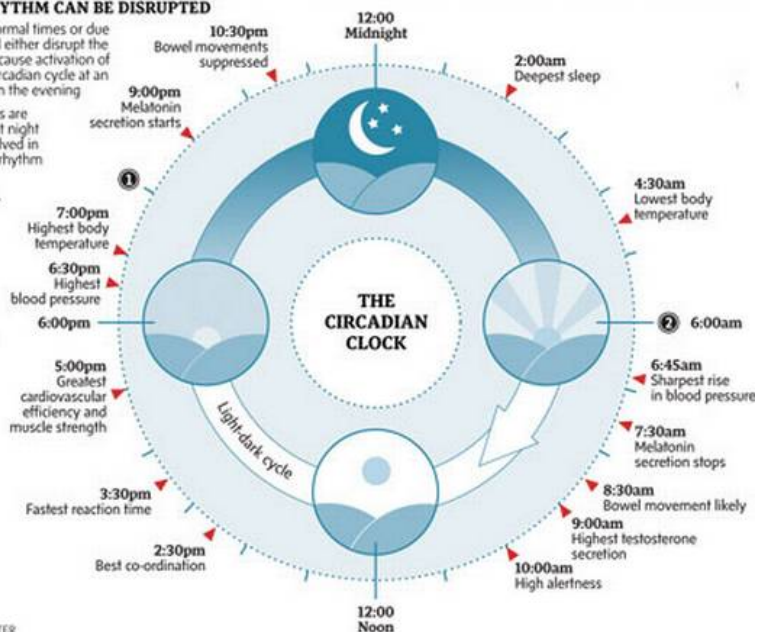 YTHM CAN BE DISRUPTED
ormal times or due
either disrupt the
cause activation of
rcadian cycle at an
the evening
s are
t night
lved in
rhythm
12:00
Midnight
2:00am
Deepest sleep
4:30am
Lowest body
temperature
2 6:00am
6:45am
Sharpest rise
in blood pressure
7:30am
Melatonin
secretion stops
8:30am
Bowel movement likely
9:00am
Highest testosterone
secretion
10:00am
High alertness
12:00
Noon
2:30pm
Best co-ordination
3:30pm
Fastest reaction time
5:00pm
Greatest
cardiovascular
efficiency and
muscle strength
6:00pm
6:30pm
Highest
blood pressure
7:00pm
Highest body
temperature
1
9:00pm
Melatonin
secretion starts
10:30pm
Bowel movements
suppressed
THE
CIRCADIAN
CLOCK
Light-dark cycle